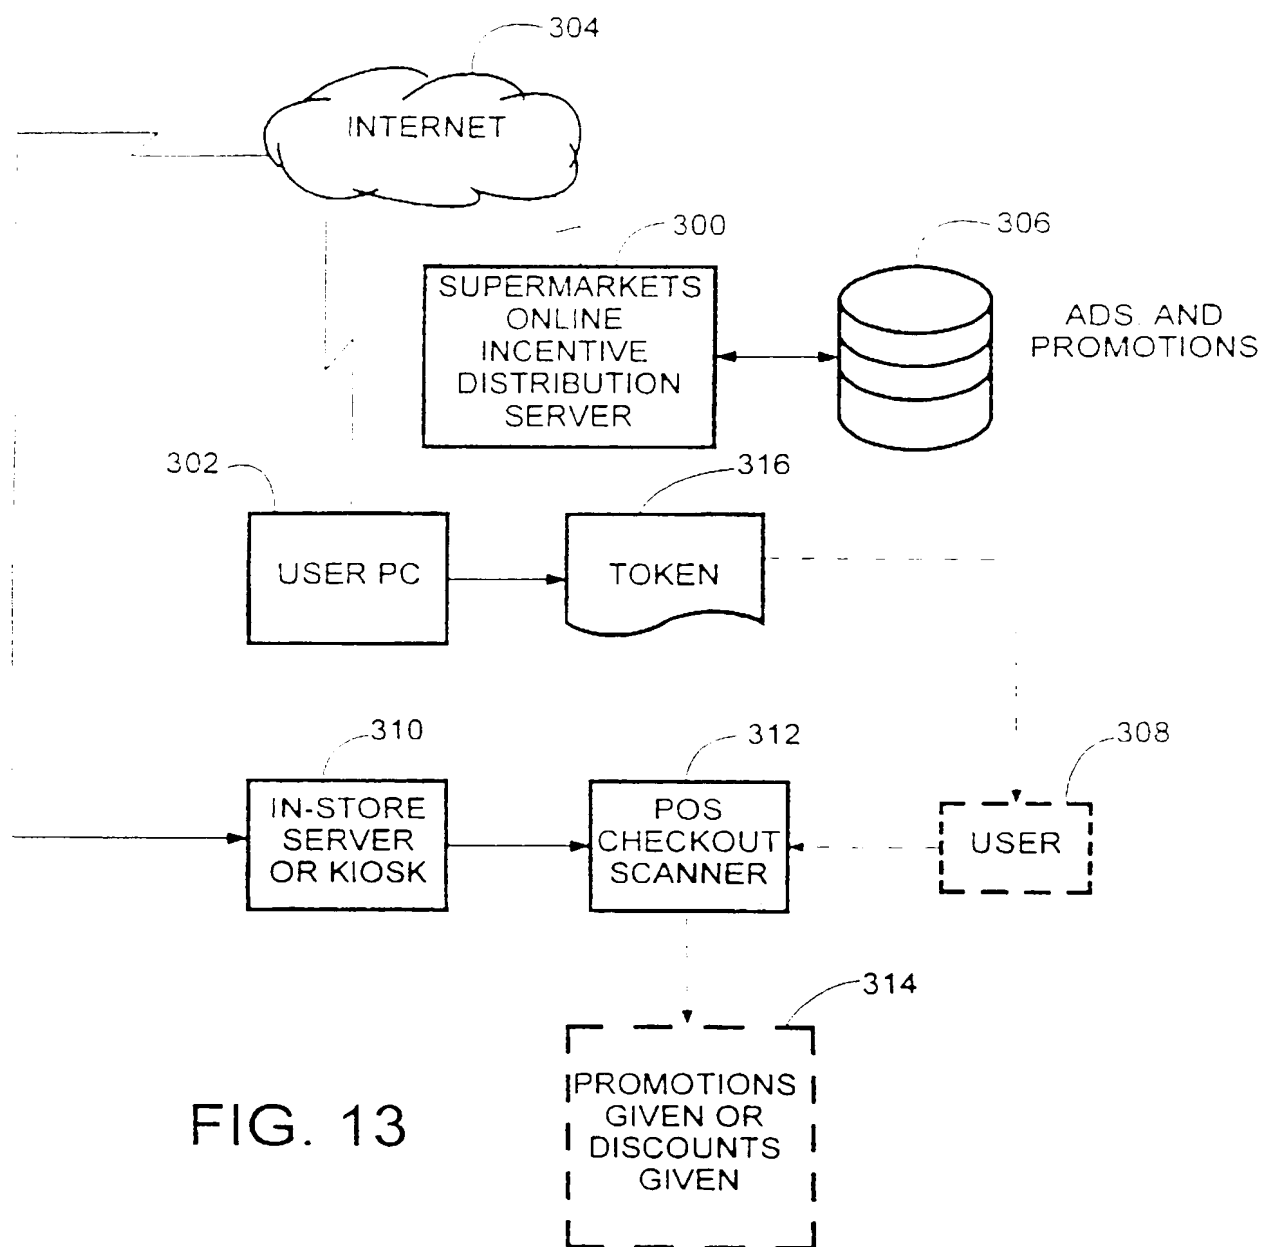 304
INTERNET
300
306
SUPERMARKETS
ONLINE
INCENTIVE
DISTRIBUTION
SERVER
ADS. AND
PROMOTIONS
302
316
USER PC
TOKEN
310
312
308
IN-STORE
SERVER
OR KIOSK
POS
CHECKOUT
SCANNER
USER
314
PROMOTIONS
GIVEN OR
DISCOUNTS
GIVEN
FIG. 13